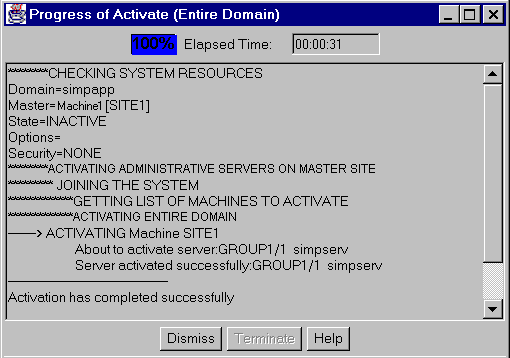 Progress of Activate (Entire Domain)
100% Elapsed Time: 00:00:31
********CHECKING SYSTEM RESOURCES
Domain=simpapp
Master=Machine1 [SITE1]
State=INACTIVE
Options=
Security=NONE
********ACTIVATING ADMINISTRATIVE SERVERS ON MASTER SITE
********* JOINING THE SYSTEM
*************GETTING LIST OF MACHINES TO ACTIVATE
*************ACTIVATING ENTIRE DOMAIN
----> ACTIVATING Machine SITE1
About to activate server:GROUP1/1 simpserv
Server activated successfully:GROUP1/1 simpserv
----------------------------
Activation has completed successfully
Dismiss Terminate Help